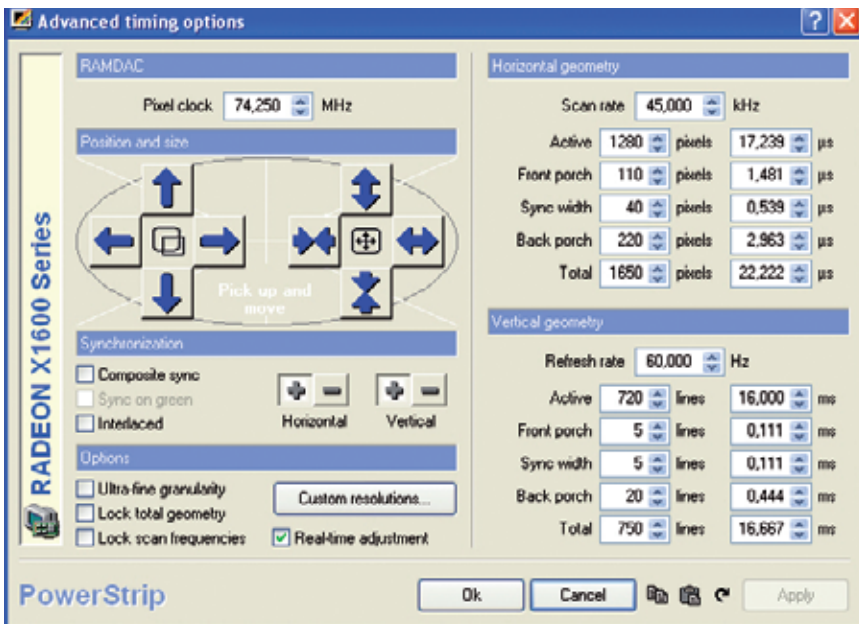 Advanced timing options
RADEON X1600 Series
RAMDAC
Pixel clock 74,250 MHz
Position and size
Pick up and
move
Synchronization
Composite sync
Sync on green
Interlaced
Horizontal Vertical
Options
Ultra-fine granularity
Lock total geometry
Lock scan frequencies
Custom resolutions...
Real-time adjustment
Horizontal geometry
Scan rate 45,000 kHz
Active 1280 pixels 17,239 µs
Front porch 110 pixels 1,481 µs
Sync width 40 pixels 0,539 µs
Back porch 220 pixels 2,963 µs
Total 1650 pixels 22,222 µs
Vertical geometry
Refresh rate 60,000 Hz
Active 720 lines 16,000 ms
Front porch 5 lines 0,111 ms
Sync width 5 lines 0,111 ms
Back porch 20 lines 0,444 ms
Total 750 lines 16,667 ms
PowerStrip
Ok
Cancel
Apply